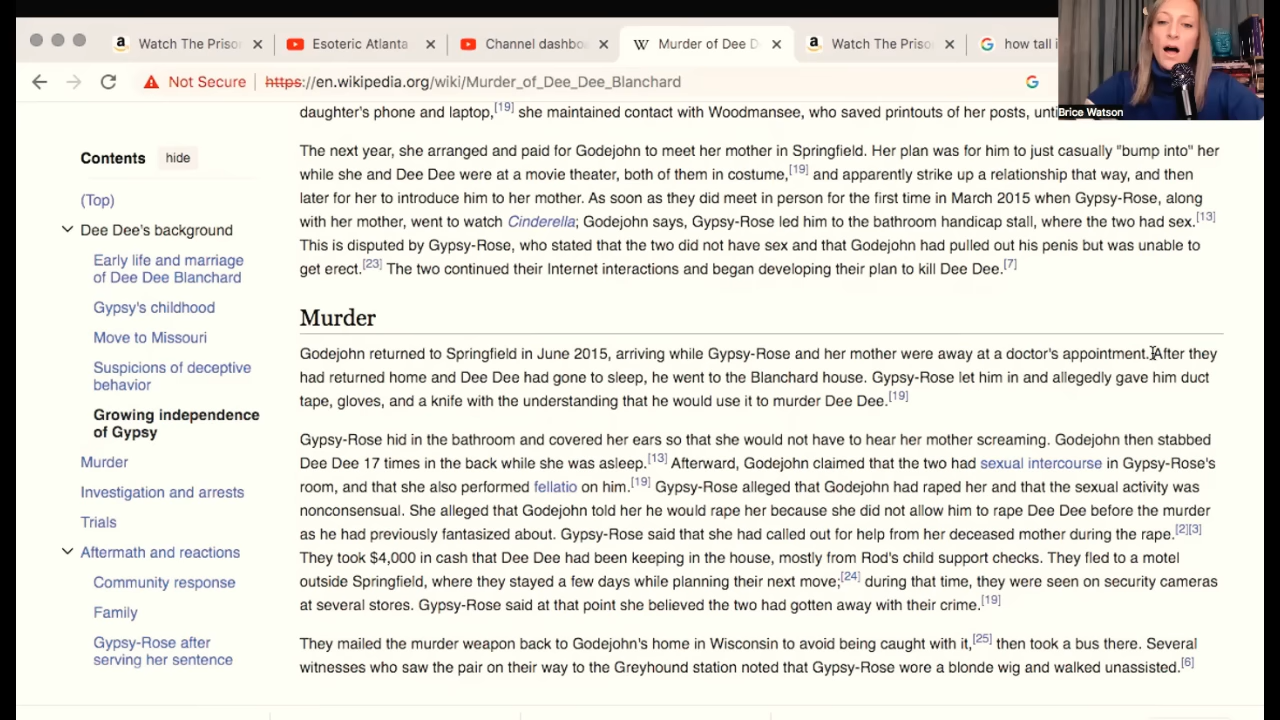 Watch The Prison
Esoteric Atlanta
Channel dashbo
Murder of Dee D
Watch The Priso
how tall i
Not Secure https://en.wikipedia.org/wiki/Murder_of_Dee_Dee_Blanchard
Brice Watson
Contents hide
(Top)
Dee Dee's background
Early life and marriage
of Dee Dee Blanchard
Gypsy's childhood
Move to Missouri
Suspicions of deceptive
behavior
Growing independence
of Gypsy
Murder
Investigation and arrests
Trials
Aftermath and reactions
Community response
Family
Gypsy-Rose after
serving her sentence
daughter's phone and laptop,[19] she maintained contact with Woodmansee, who saved printouts of her posts, unti
The next year, she arranged and paid for Godejohn to meet her mother in Springfield. Her plan was for him to just casually "bump into" her
while she and Dee Dee were at a movie theater, both of them in costume,[19] and apparently strike up a relationship that way, and then
later for her to introduce him to her mother. As soon as they did meet in person for the first time in March 2015 when Gypsy-Rose, along
with her mother, went to watch Cinderella; Godejohn says, Gypsy-Rose led him to the bathroom handicap stall, where the two had sex.[13]
This is disputed by Gypsy-Rose, who stated that the two did not have sex and that Godejohn had pulled out his penis but was unable to
get erect.[23] The two continued their Internet interactions and began developing their plan to kill Dee Dee.[7]
Murder
Godejohn returned to Springfield in June 2015, arriving while Gypsy-Rose and her mother were away at a doctor's appointment. After they
had returned home and Dee Dee had gone to sleep, he went to the Blanchard house. Gypsy-Rose let him in and allegedly gave him duct
tape, gloves, and a knife with the understanding that he would use it to murder Dee Dee.[19]
Gypsy-Rose hid in the bathroom and covered her ears so that she would not have to hear her mother screaming. Godejohn then stabbed
Dee Dee 17 times in the back while she was asleep.[13] Afterward, Godejohn claimed that the two had sexual intercourse in Gypsy-Rose's
room, and that she also performed fellatio on him.[19] Gypsy-Rose alleged that Godejohn had raped her and that the sexual activity was
nonconsensual. She alleged that Godejohn told her he would rape her because she did not allow him to rape Dee Dee before the murder
as he had previously fantasized about. Gypsy-Rose said that she had called out for help from her deceased mother during the rape.[2][3]
They took $4,000 in cash that Dee Dee had been keeping in the house, mostly from Rod's child support checks. They fled to a motel
outside Springfield, where they stayed a few days while planning their next move;[24] during that time, they were seen on security cameras
at several stores. Gypsy-Rose said at that point she believed the two had gotten away with their crime.[19]
They mailed the murder weapon back to Godejohn's home in Wisconsin to avoid being caught with it,[25] then took a bus there. Several
witnesses who saw the pair on their way to the Greyhound station noted that Gypsy-Rose wore a blonde wig and walked unassisted.[6]